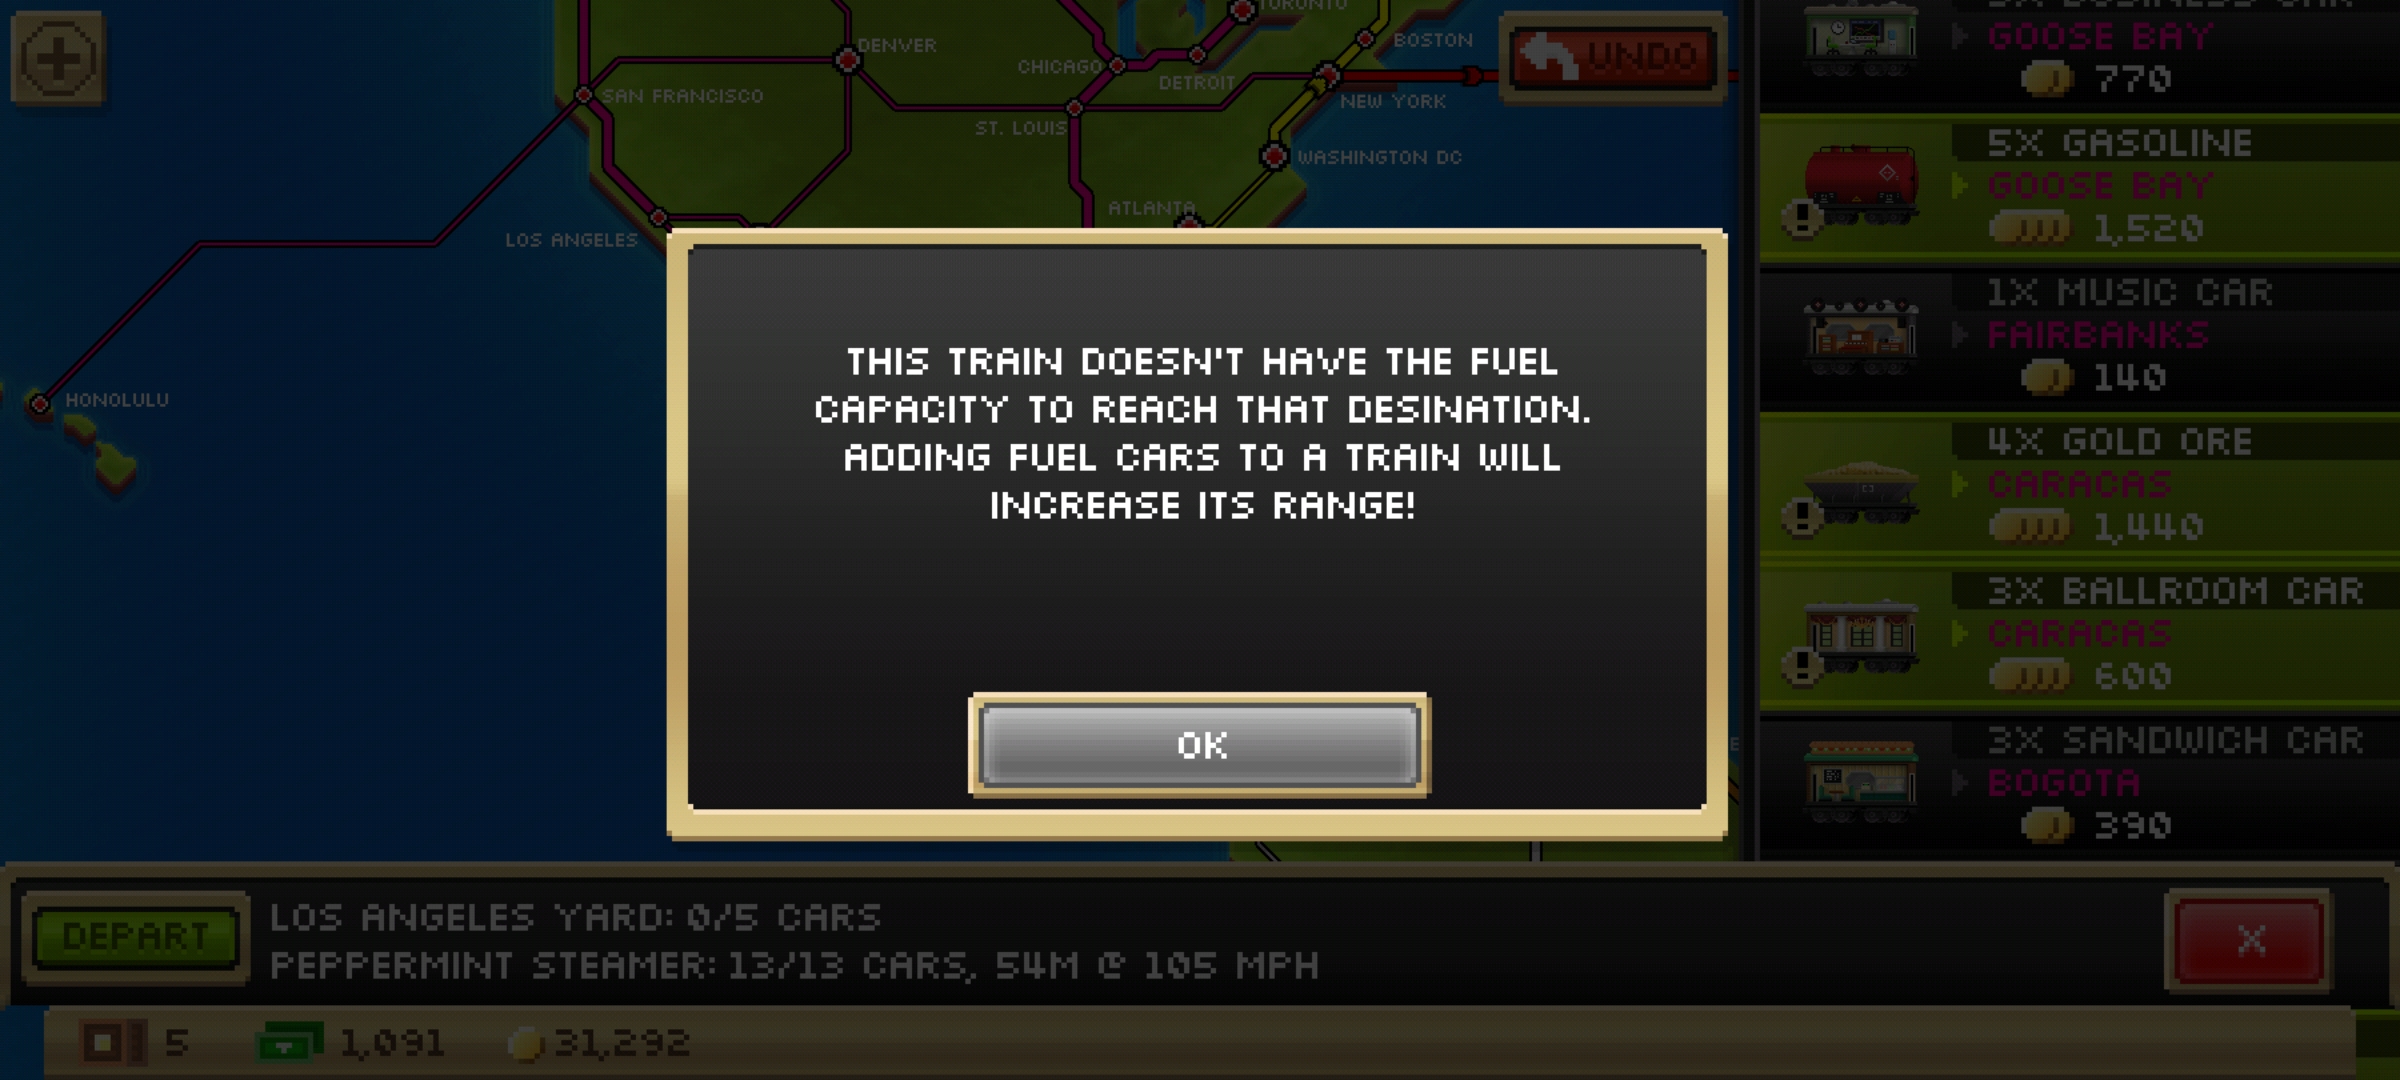 TORONTO
DENVER
BOSTON
CHICAGO
DETROIT
SAN FRANCISCO
NEW YORK
ST. LOUIS
WASHINGTON DC
ATLANTA
LOS ANGELES
HONOLULU
UNDO
BUSINESS CAR
GOOSE BAY
770
5X GASOLINE
GOOSE BAY
1,520
1X MUSIC CAR
FAIRBANKS
140
4X GOLD ORE
CARACAS
1,440
3X BALLROOM CAR
CARACAS
600
3X SANDWICH CAR
BOGOTA
390
THIS TRAIN DOESN'T HAVE THE FUEL
CAPACITY TO REACH THAT DESINATION.
ADDING FUEL CARS TO A TRAIN WILL
INCREASE ITS RANGE!
OK
DEPART
LOS ANGELES YARD: 0/5 CARS
PEPPERMINT STEAMER: 13/13 CARS, 54M @ 105 MPH
X
5
1,091
31,292